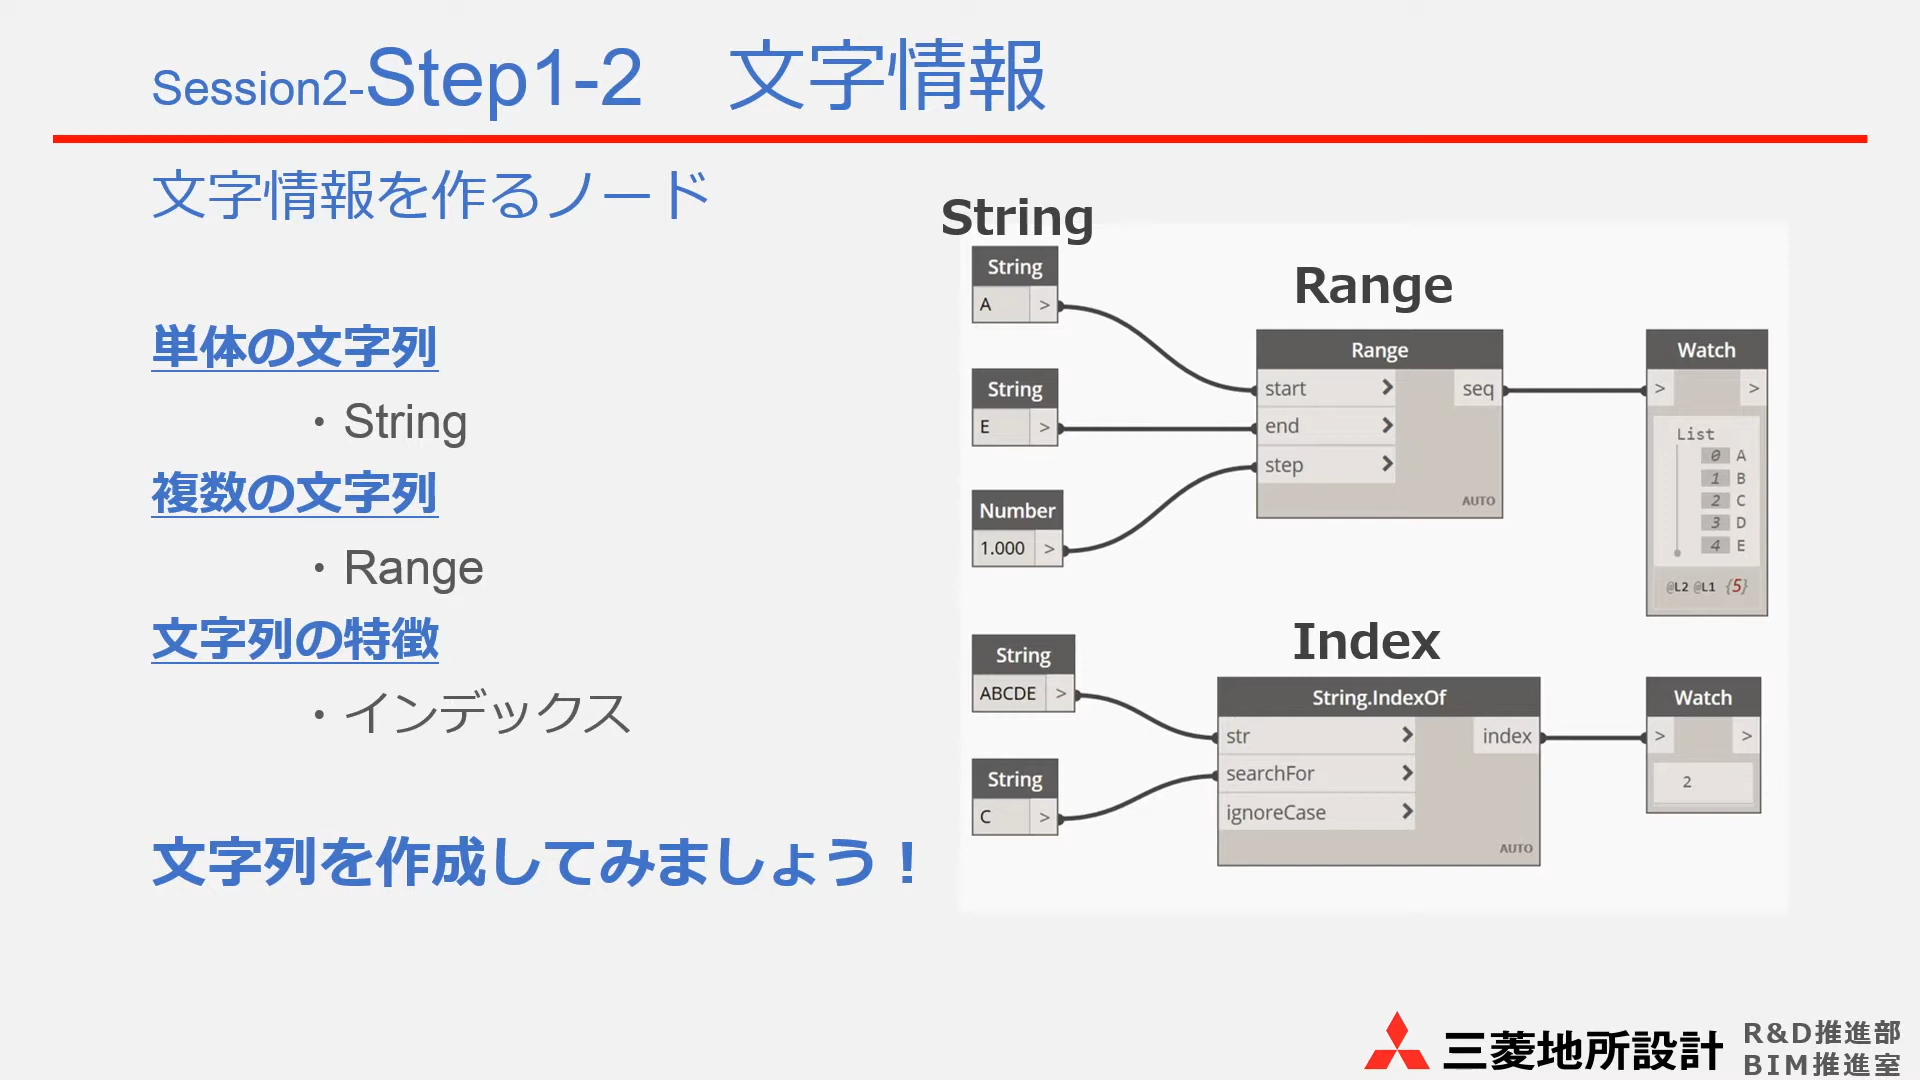 Session2-Step1-2　文字情報
文字情報を作るノード
単体の文字列
・String
複数の文字列
・Range
文字列の特徴
・インデックス
文字列を作成してみましょう！
String
String
A >
String
E >
Number
1.000 >
Range
Range
start > seq
end >
step >
AUTO
Watch
> >
List
0 A
1 B
2 C
3 D
4 E
@L2 @L1 {5}
Index
String
ABCDE >
String
C >
String.IndexOf
str > index
searchFor >
ignoreCase >
AUTO
Watch
> >
2
三菱地所設計
R&D推進部
BIM推進室